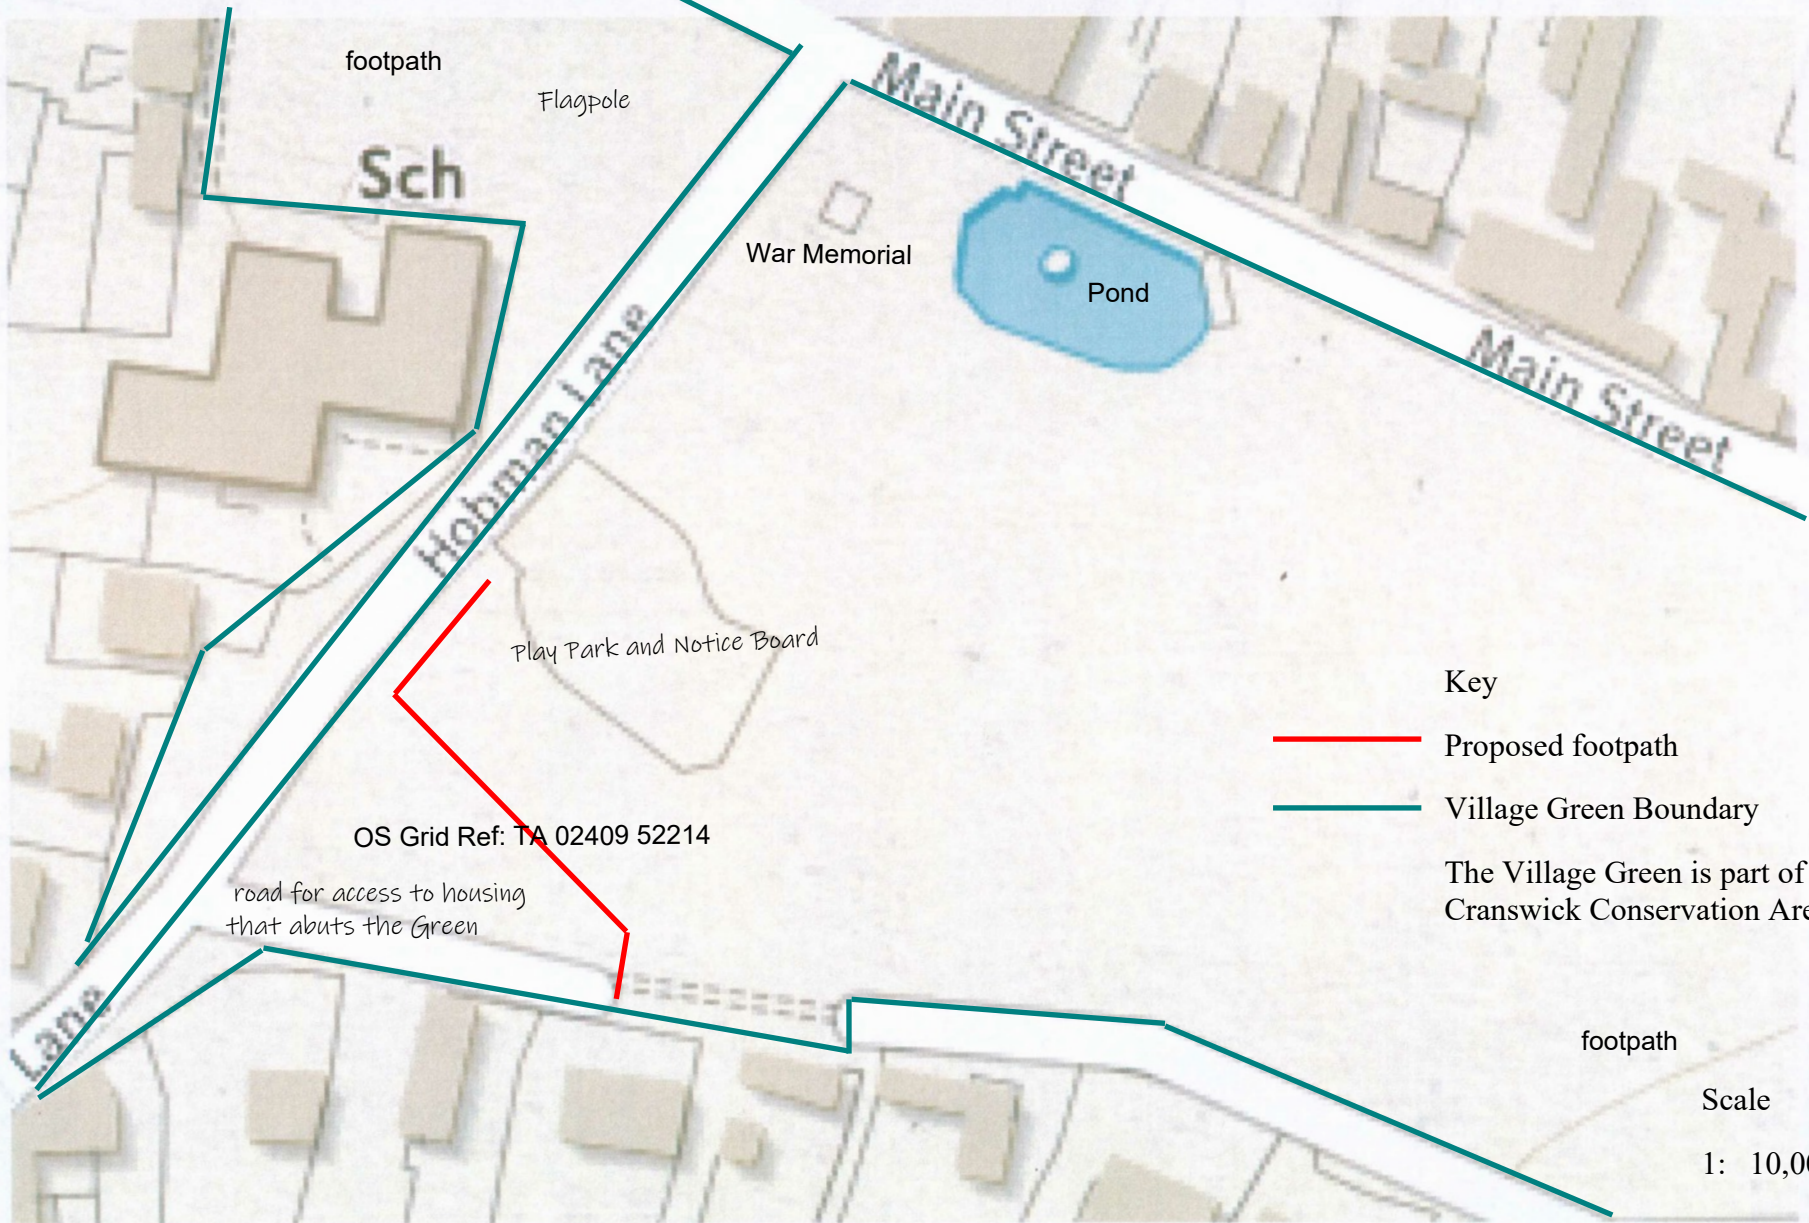 footpath
Flagpole
Main Street
Sch
War Memorial
Pond
Main Street
Hobman Lane
Play Park and Notice Board
Key
Proposed footpath
Village Green Boundary
OS Grid Ref: TA 02409 52214
The Village Green is part of
Cranswick Conservation Are
road for access to housing
that abuts the Green
Lane
footpath
Scale
1: 10,00